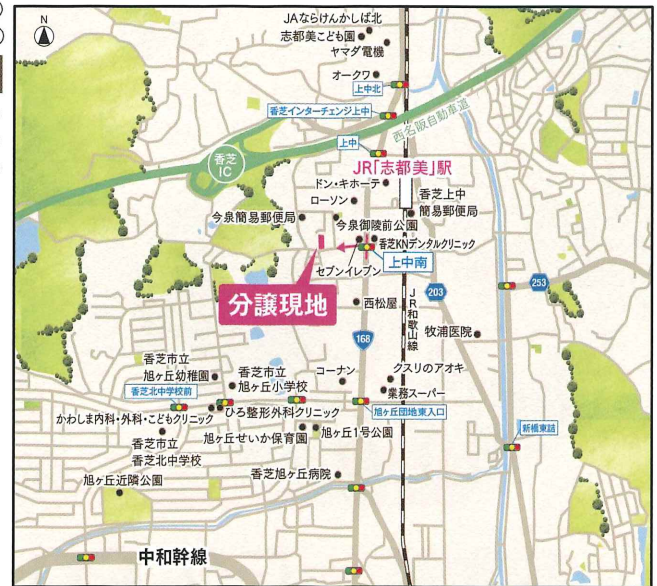 N
JAならけんかしば北
志都美こども園
ヤマダ電機
オークワ
上中北
香芝インターチェンジ上中
西名阪自動車道
上中
香芝
IC
JR「志都美」駅
ドン・キホーテ
ローソン
香芝上中
簡易郵便局
今泉簡易郵便局
今泉御陵前公園
香芝KNデンタルクリニック
上中南
セブンイレブン
分譲現地
西松屋
JR和歌山線
203
253
168
牧浦医院
香芝市立
旭ヶ丘幼稚園
香芝市立
旭ヶ丘小学校
コーナン
クスリのアオキ
業務スーパー
香芝北中学校前
かわしま内科・外科・こどもクリニック
ひろ整形外科クリニック
旭ヶ丘団地東入口
香芝市立
香芝北中学校
旭ヶ丘せいか保育園
旭ヶ丘1号公園
新橋東詰
旭ヶ丘近隣公園
香芝旭ヶ丘病院
中和幹線